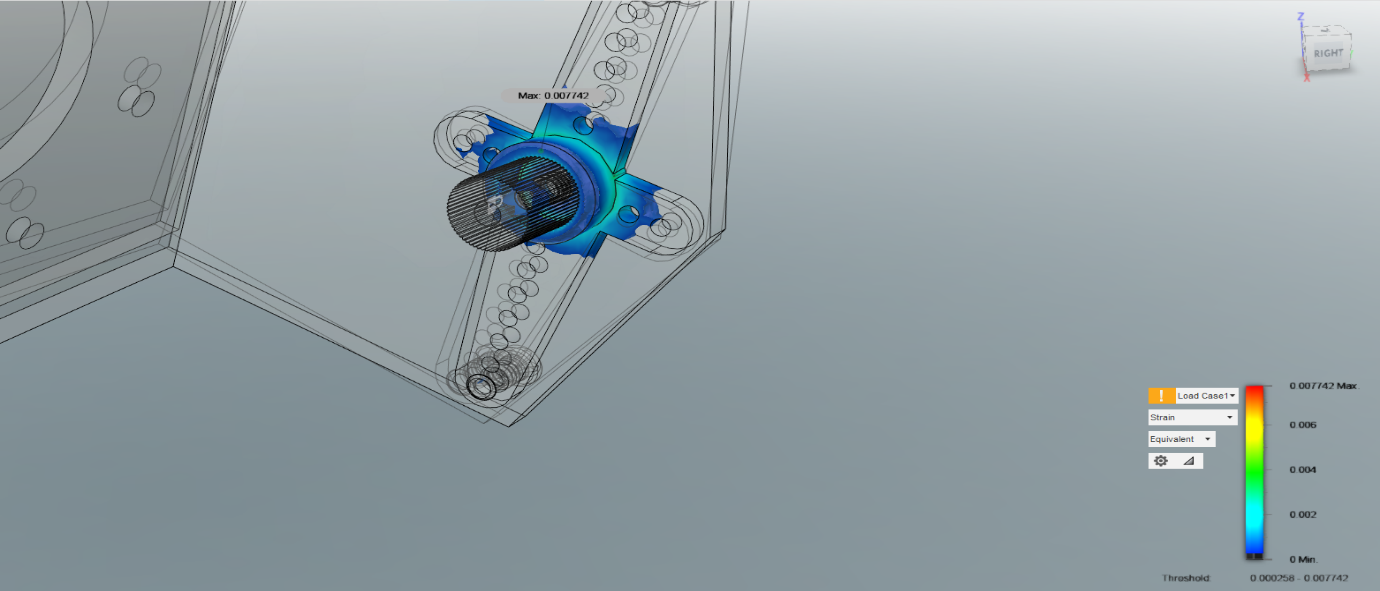 Z
RIGHT
X
Max: 0.007742
Load Case1
0.007742 Max.
Strain
0.006
Equivalent
0.004
0.002
0 Min.
Threshold:
0.000258 - 0.007742